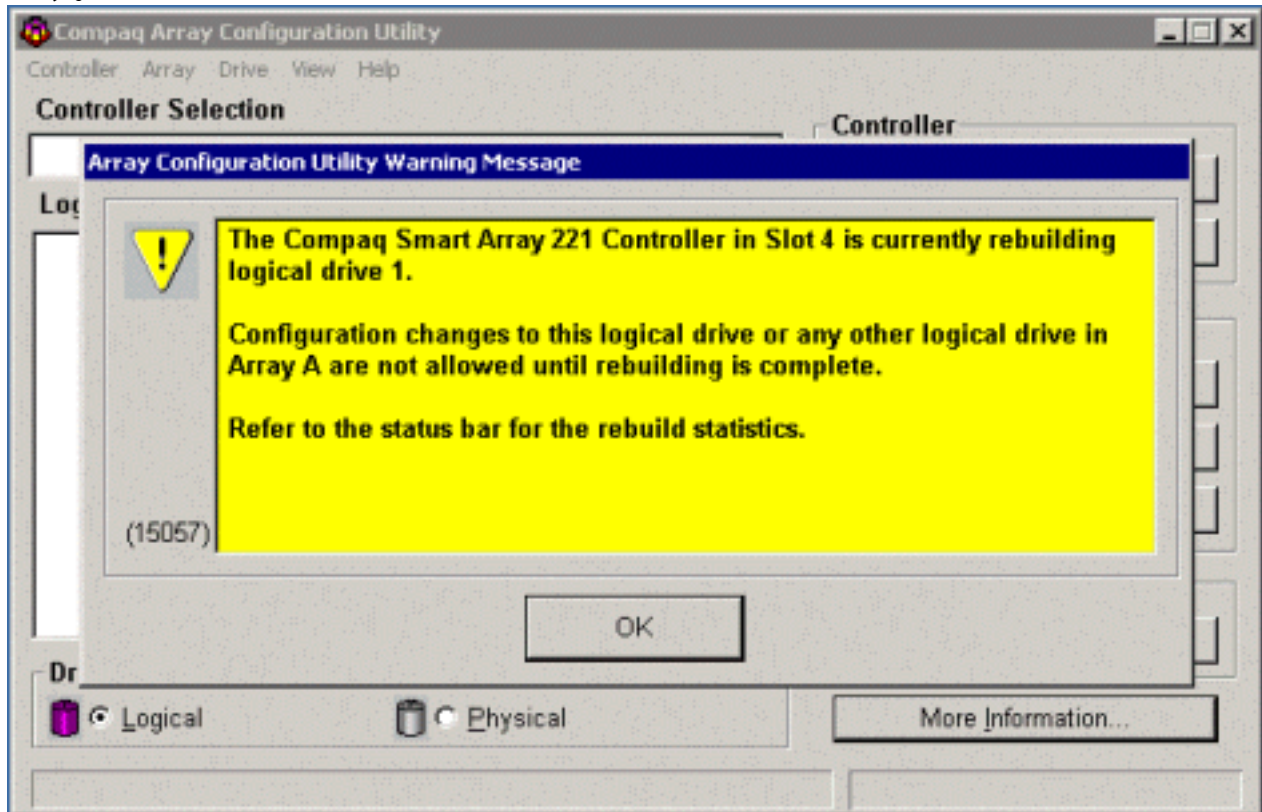 Compaq Array Configuration Utility
Controller Array Drive View Help
Controller Selection
Controller
Array Configuration Utility Warning Message
The Compaq Smart Array 221 Controller in Slot 4 is currently rebuilding
logical drive 1.
Configuration changes to this logical drive or any other logical drive in
Array A are not allowed until rebuilding is complete.
Refer to the status bar for the rebuild statistics.
(15057)
OK
Logical
Physical
More Information...